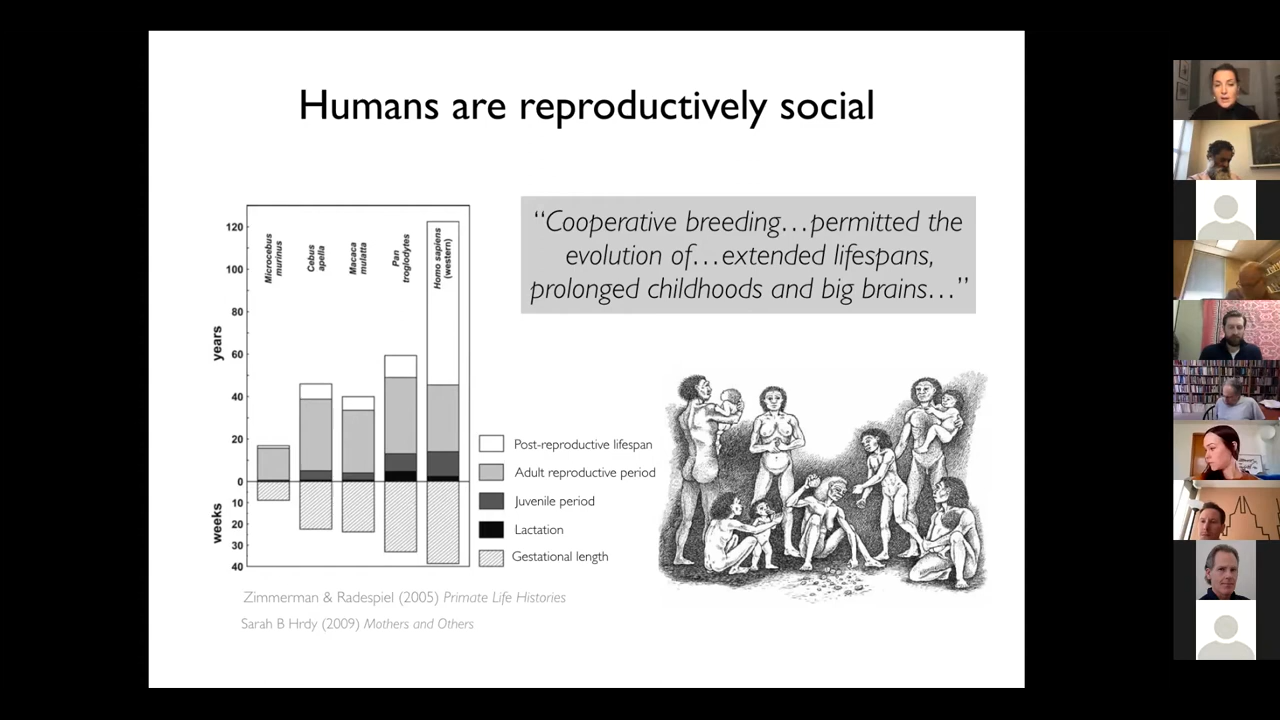 Humans are reproductively social
“Cooperative breeding…permitted the
evolution of…extended lifespans,
prolonged childhoods and big brains…”
years
120
100
80
60
40
20
0
weeks
10
20
30
40
Microcebus
murinus
Cebus
apella
Macaca
mulatta
Pan
troglodytes
Homo sapiens
(western)
Post-reproductive lifespan
Adult reproductive period
Juvenile period
Lactation
Gestational length
Zimmerman & Radespiel (2005) Primate Life Histories
Sarah B Hrdy (2009) Mothers and Others